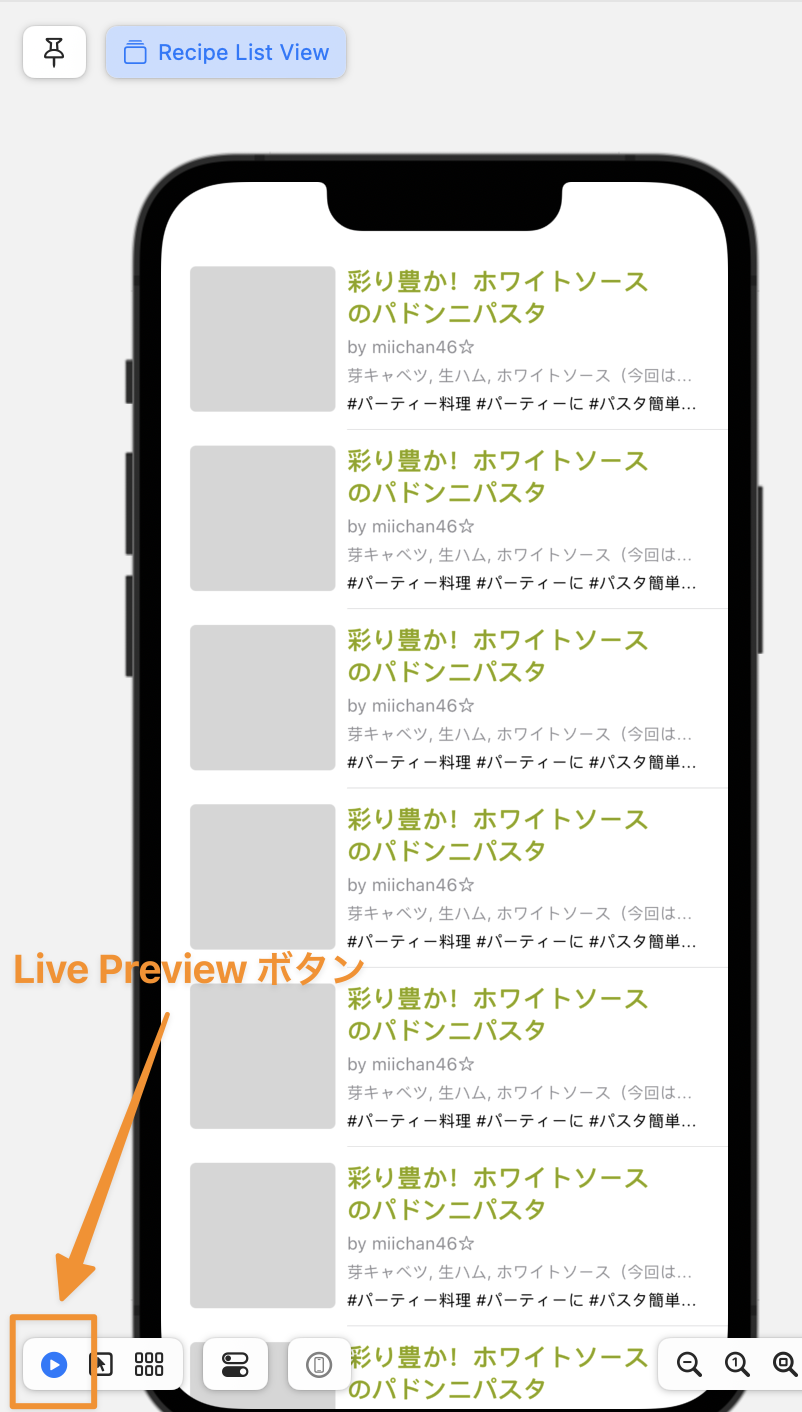 Recipe List View
彩り豊か！ホワイトソース
のパドンニパスタ
by miichan46☆
芽キャベツ, 生ハム, ホワイトソース（今回は…
#パーティー料理 #パーティーに #パスタ簡単…
彩り豊か！ホワイトソース
のパドンニパスタ
by miichan46☆
芽キャベツ, 生ハム, ホワイトソース（今回は…
#パーティー料理 #パーティーに #パスタ簡単…
彩り豊か！ホワイトソース
のパドンニパスタ
by miichan46☆
芽キャベツ, 生ハム, ホワイトソース（今回は…
#パーティー料理 #パーティーに #パスタ簡単…
彩り豊か！ホワイトソース
のパドンニパスタ
by miichan46☆
芽キャベツ, 生ハム, ホワイトソース（今回は…
#パーティー料理 #パーティーに #パスタ簡単…
Live Preview ボタン
彩り豊か！ホワイトソース
のパドンニパスタ
by miichan46☆
芽キャベツ, 生ハム, ホワイトソース（今回は…
#パーティー料理 #パーティーに #パスタ簡単…
彩り豊か！ホワイトソース
のパドンニパスタ
by miichan46☆
芽キャベツ, 生ハム, ホワイトソース（今回は…
#パーティー料理 #パーティーに #パスタ簡単…
彩り豊か！ホワイトソース
のパドンニパスタ